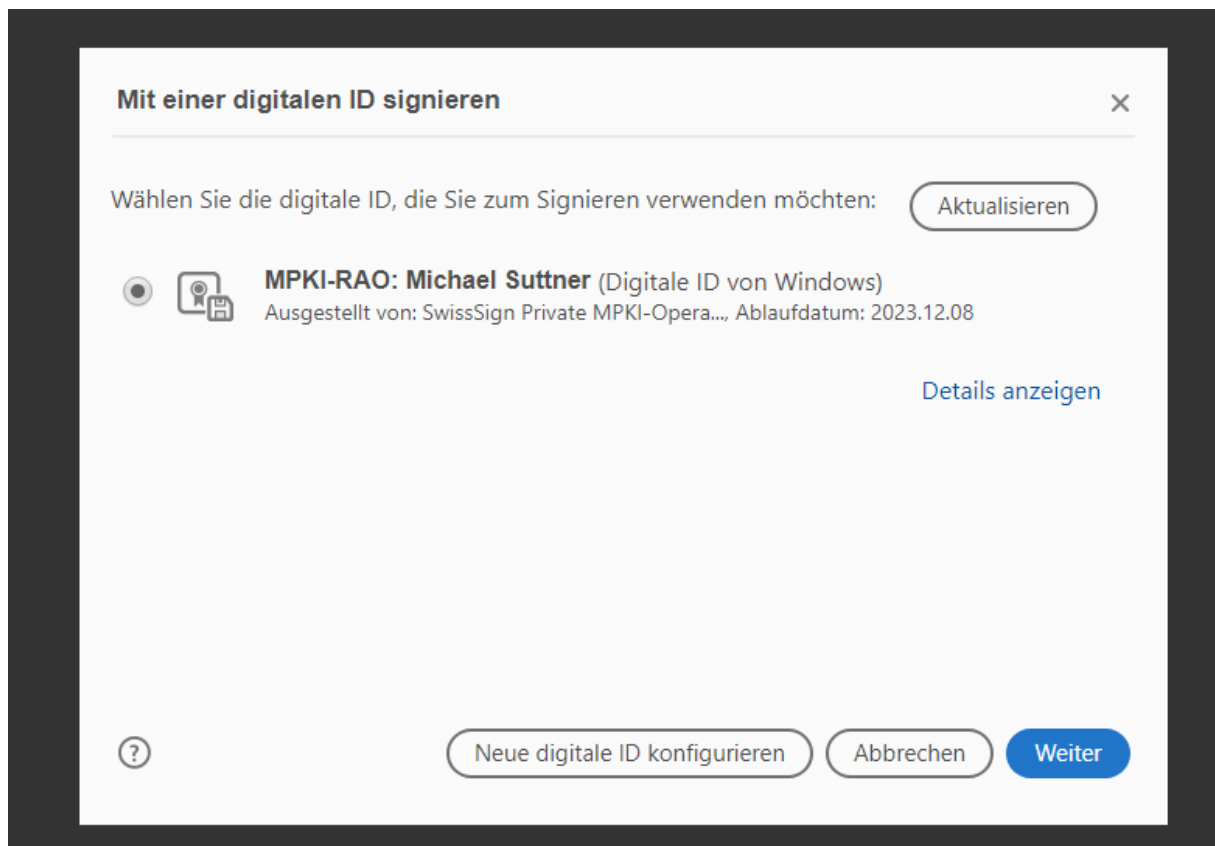 Mit einer digitalen ID signieren
Wählen Sie die digitale ID, die Sie zum Signieren verwenden möchten:
Aktualisieren
MPKI-RAO: Michael Suttner (Digitale ID von Windows)
Ausgestellt von: SwissSign Private MPKI-Opera..., Ablaufdatum: 2023.12.08
Details anzeigen
?
Neue digitale ID konfigurieren
Abbrechen
Weiter